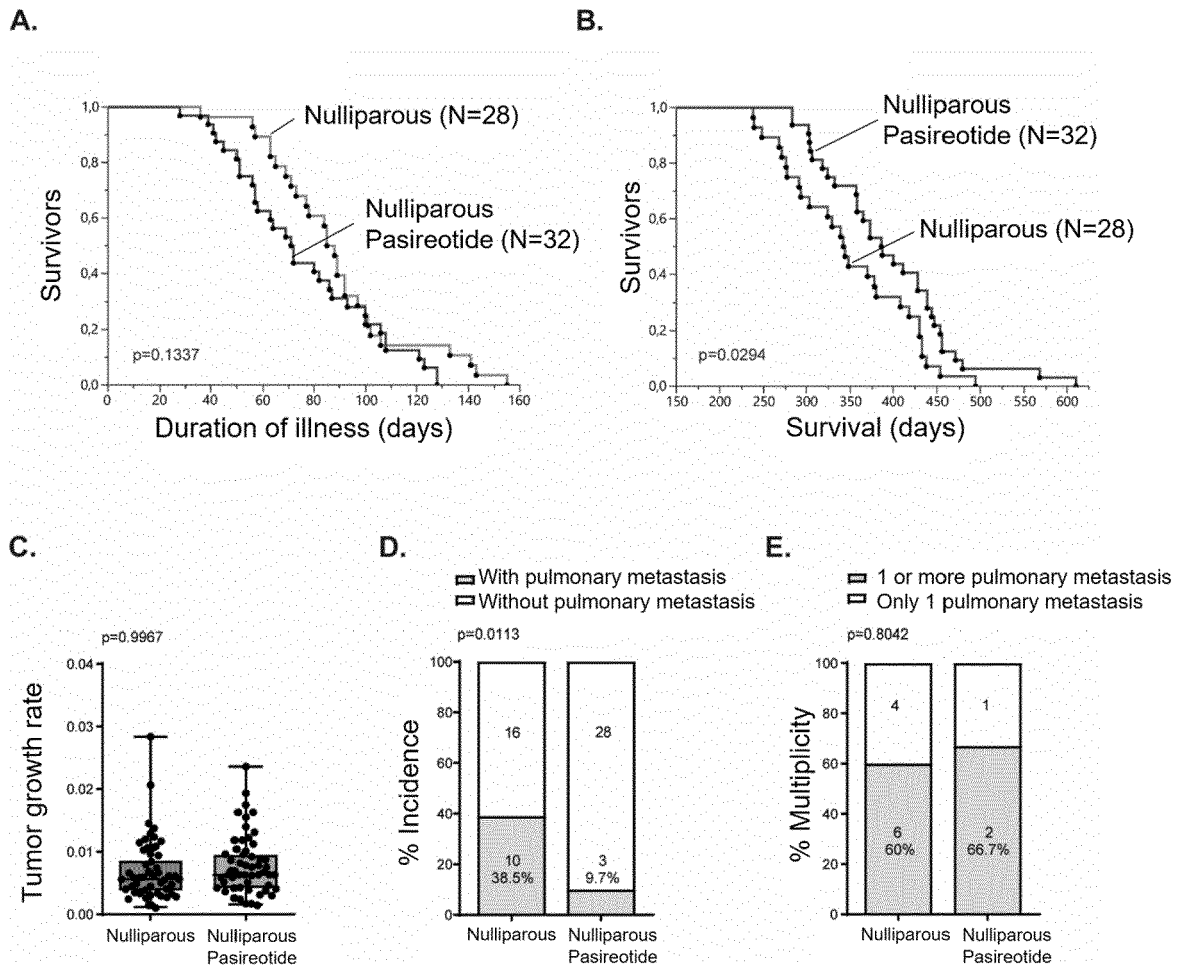 A.
B.
1,0
0,8
0,6
0,4
0,2
0,0
Survivors
Nulliparous (N=28)
Nulliparous
Pasireotide (N=32)
p=0.1337
0 20 40 60 80 100 120 140 160
Duration of illness (days)
1,0
0,8
0,6
0,4
0,2
0,0
Survivors
Nulliparous
Pasireotide (N=32)
Nulliparous (N=28)
p=0.0294
150 200 250 300 350 400 450 500 550 600
Survival (days)
C.
p=0.9967
0.04
0.03
0.02
0.01
0.00
Tumor growth rate
Nulliparous
Nulliparous
Pasireotide
D.
With pulmonary metastasis
Without pulmonary metastasis
p=0.0113
100
80
60
40
20
0
% Incidence
16
10
38.5%
28
3
9.7%
Nulliparous
Nulliparous
Pasireotide
E.
1 or more pulmonary metastasis
Only 1 pulmonary metastasis
p=0.8042
100
80
60
40
20
0
% Multiplicity
4
6
60%
1
2
66.7%
Nulliparous
Nulliparous
Pasireotide